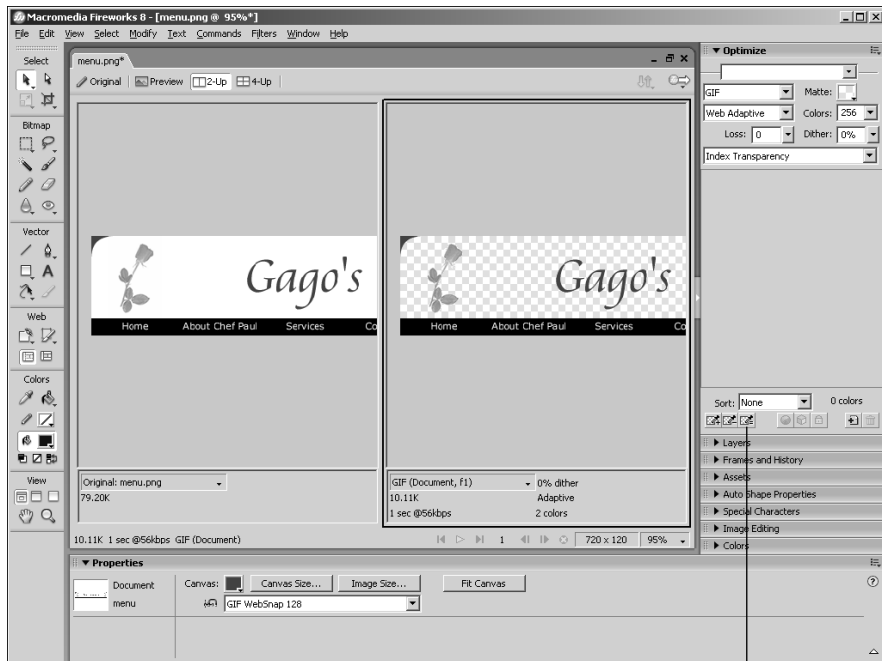 Macromedia Fireworks 8 - [menu.png @ 95%*]
File Edit View Select Modify Text Commands Filters Window Help
Select
Bitmap
Vector
A
Web
Colors
View
menu.png*
Original Preview 2-Up 4-Up
Gago's
Home About Chef Paul Services Co
Gago's
Home About Chef Paul Services Co
Original: menu.png
79.20K
GIF (Document, f1) 0% dither
10.11K Adaptive
1 sec @56kbps 2 colors
10.11K 1 sec @56kbps GIF (Document) 1 720 x 120 95%
Optimize
GIF Matte:
Web Adaptive Colors: 256
Loss: 0 Dither: 0%
Index Transparency
Sort: None 0 colors
Layers
Frames and History
Assets
Auto Shape Properties
Special Characters
Image Editing
Colors
Properties
Document Canvas: Canvas Size... Image Size... Fit Canvas
menu GIF WebSnap 128
?